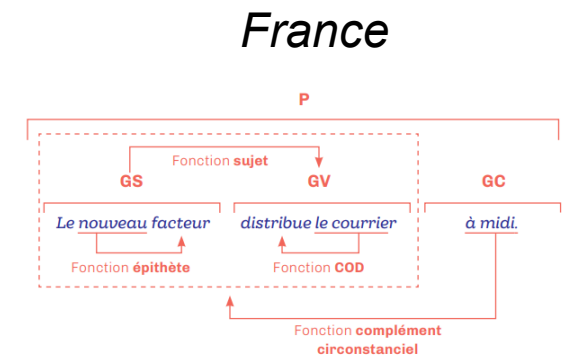 France
P
Fonction sujet
GS GV GC
Le nouveau facteur distribue le courrier à midi.
Fonction épithète Fonction COD
Fonction complément
circonstanciel